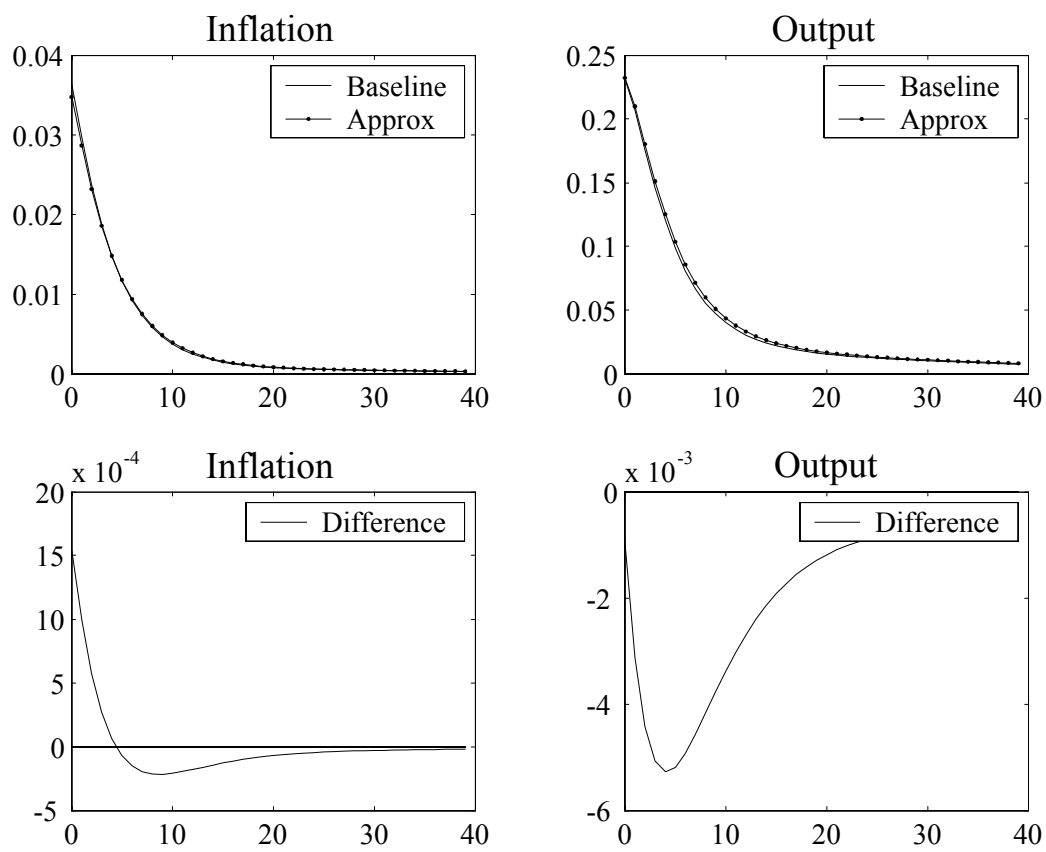 Inflation
0.04
0.03
0.02
0.01
0
0 10 20 30 40
Baseline
Approx
Output
0.25
0.2
0.15
0.1
0.05
0
0 10 20 30 40
Baseline
Approx
x 10^-4
Inflation
20
15
10
5
0
-5
0 10 20 30 40
Difference
x 10^-3
Output
0
-2
-4
-6
0 10 20 30 40
Difference